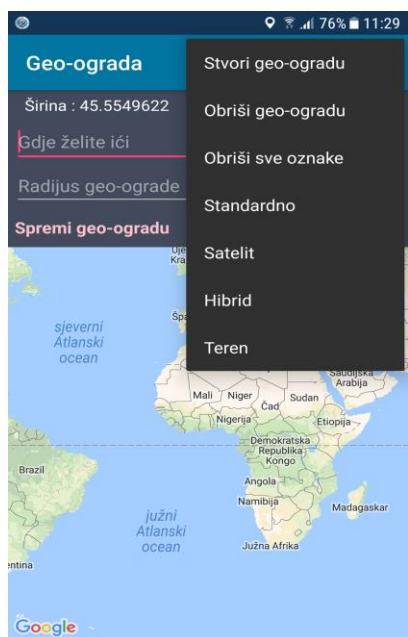 76% 11:29
Geo-ograda
Širina : 45.5549622
Gdje želite ići
Radijus geo-ograde
Spremi geo-ogradu
Stvori geo-ogradu
Obriši geo-ogradu
Obriši sve oznake
Standardno
Satelit
Hibrid
Teren
sjeverni
Atlanski
ocean
Saudijska
Arabija
Mali
Niger
Čad
Sudan
Nigerija
Etiopija
Demokratska
Republika
Kongo
Angola
Namibija
Madagaskar
Brazil
južni
Atlanski
ocean
Južna Afrika
Google